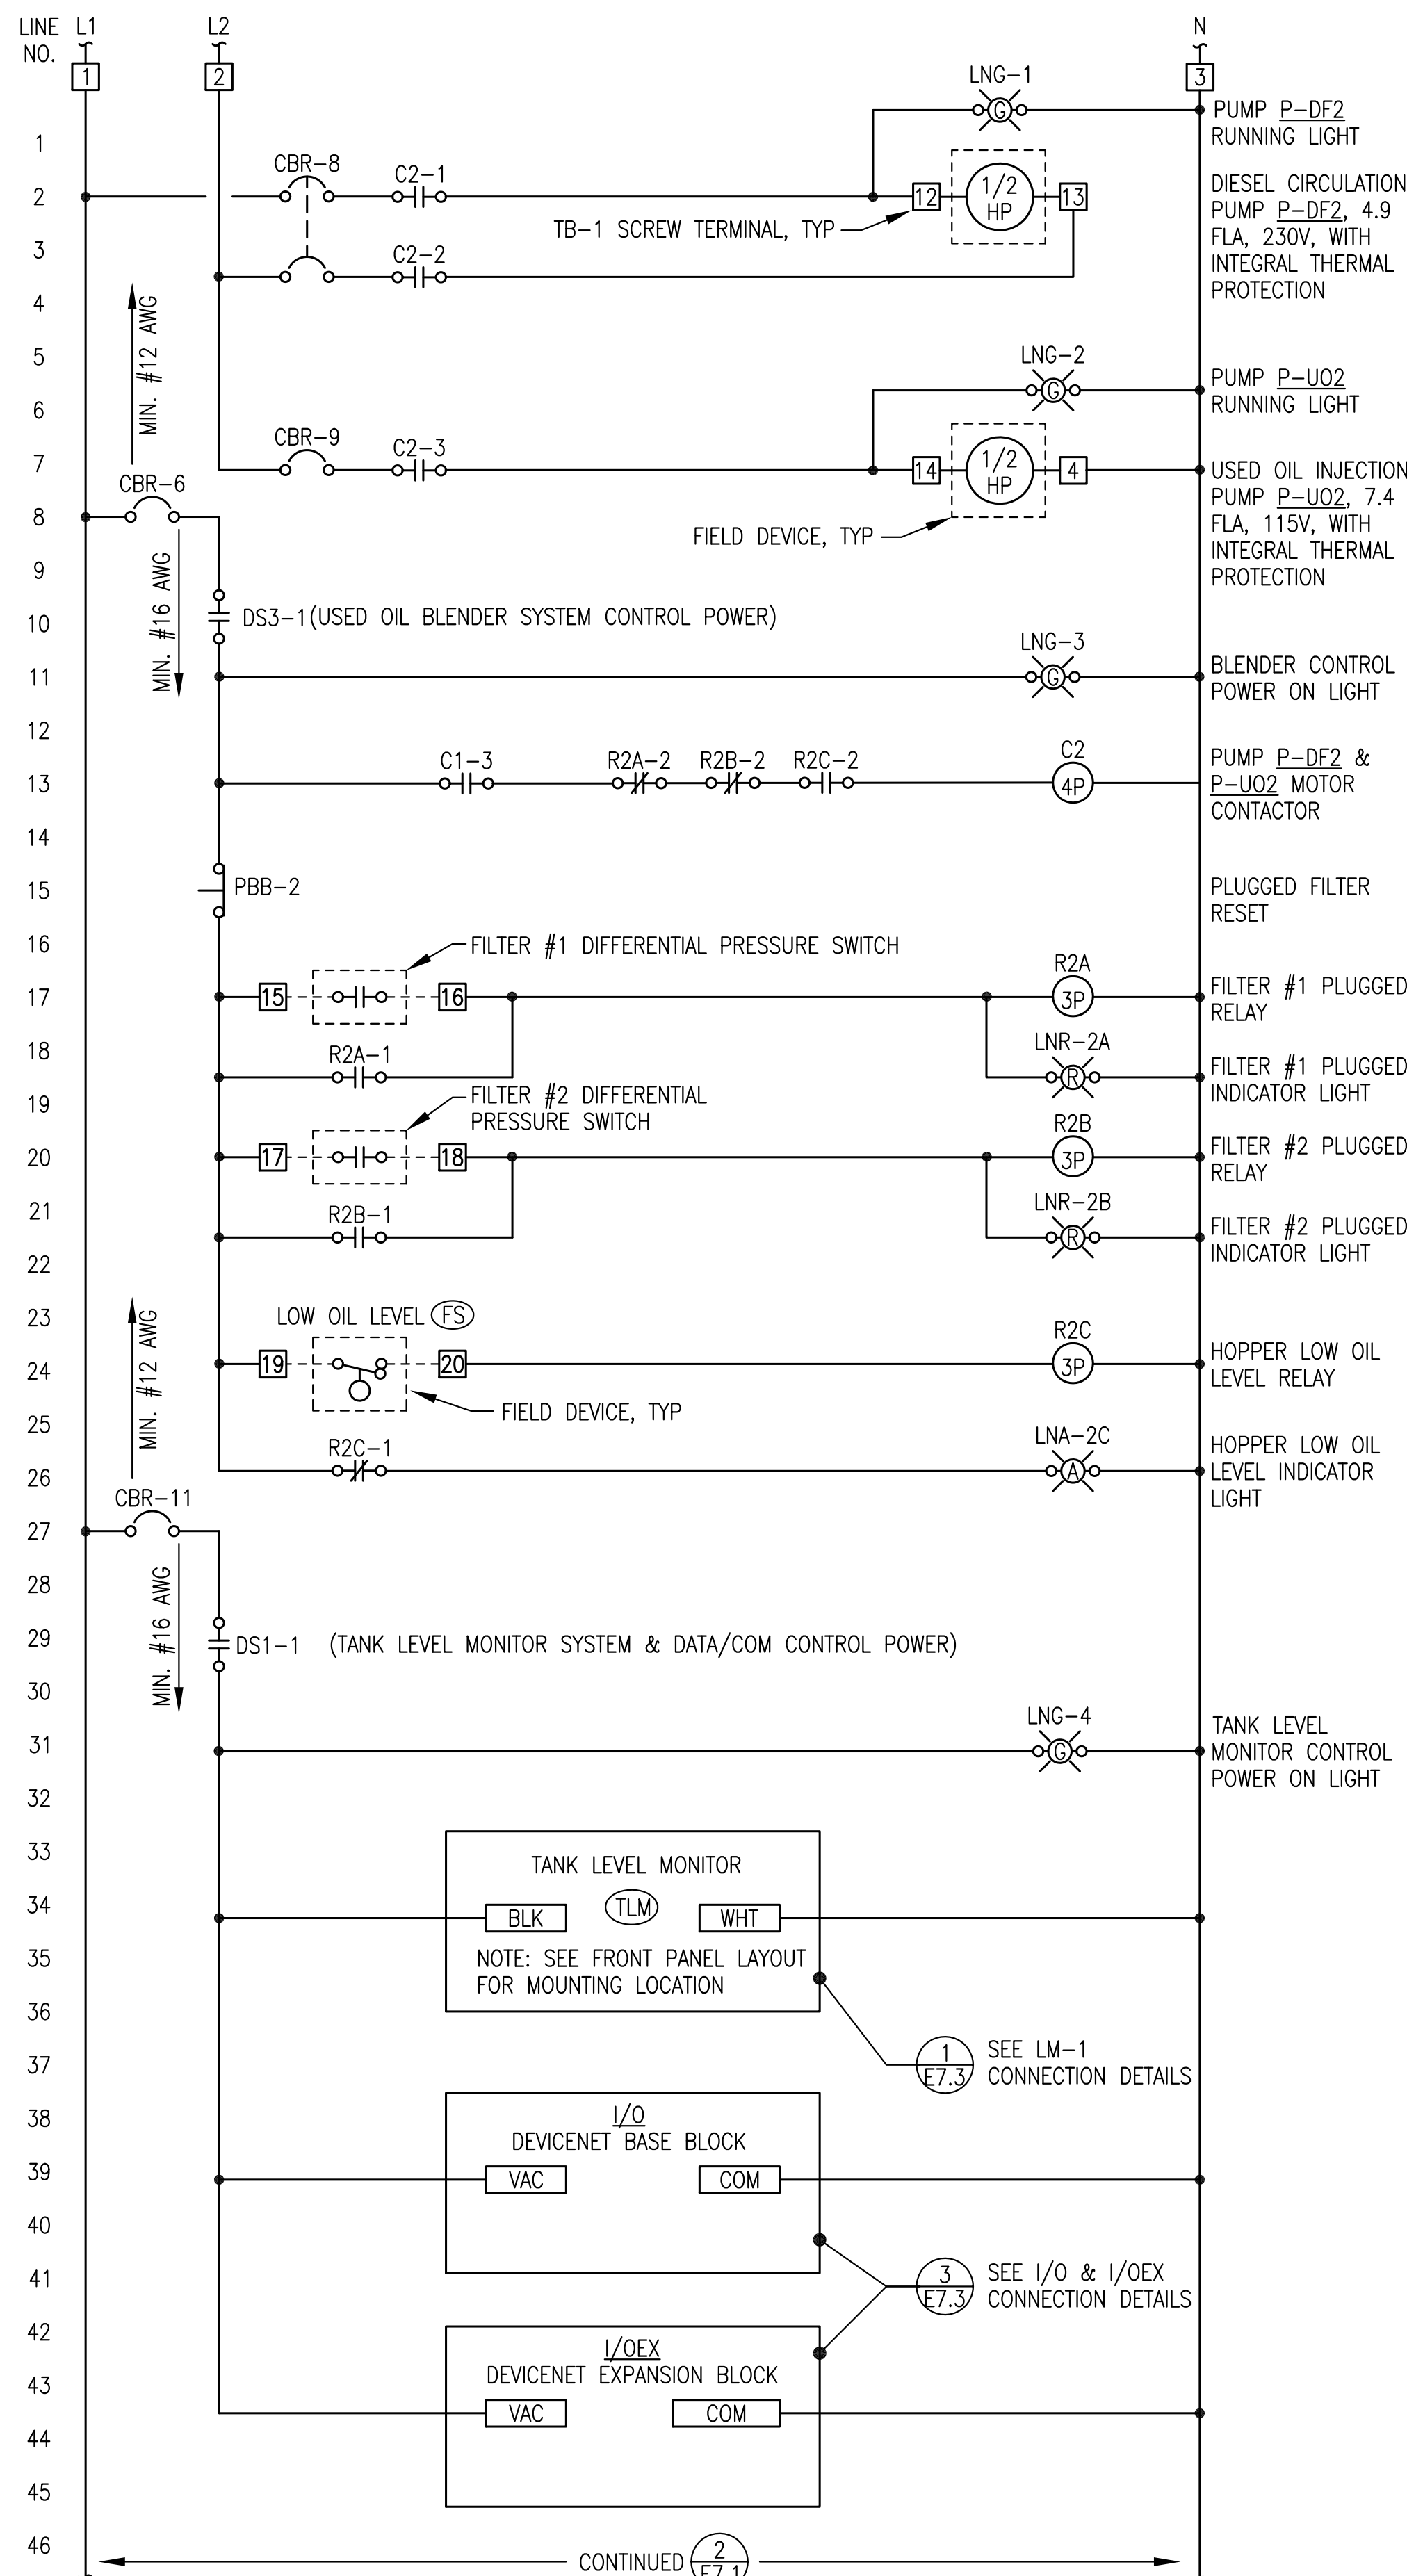 LINE NO.
L1
L2
N
1
2
3
LNG-1
G
PUMP P-DF2
RUNNING LIGHT
1
CBR-8
C2-1
2
12
1/2
HP
13
DIESEL CIRCULATION
PUMP P-DF2, 4.9
FLA, 230V, WITH
INTEGRAL THERMAL
PROTECTION
TB-1 SCREW TERMINAL, TYP
3
C2-2
4
MIN. #12 AWG
5
LNG-2
G
PUMP P-UO2
RUNNING LIGHT
6
CBR-9
C2-3
7
14
1/2
HP
4
USED OIL INJECTION
PUMP P-UO2, 7.4
FLA, 115V, WITH
INTEGRAL THERMAL
PROTECTION
CBR-6
8
FIELD DEVICE, TYP
9
MIN. #16 AWG
10
DS3-1(USED OIL BLENDER SYSTEM CONTROL POWER)
LNG-3
G
11
BLENDER CONTROL
POWER ON LIGHT
12
C1-3
R2A-2
R2B-2
R2C-2
C2
4P
13
PUMP P-DF2 &
P-UO2 MOTOR
CONTACTOR
14
15
PBB-2
PLUGGED FILTER
RESET
16
FILTER #1 DIFFERENTIAL PRESSURE SWITCH
R2A
17
15
16
3P
FILTER #1 PLUGGED
RELAY
18
R2A-1
LNR-2A
R
FILTER #1 PLUGGED
INDICATOR LIGHT
19
FILTER #2 DIFFERENTIAL
PRESSURE SWITCH
R2B
20
17
18
3P
FILTER #2 PLUGGED
RELAY
21
R2B-1
LNR-2B
R
FILTER #2 PLUGGED
INDICATOR LIGHT
22
23
LOW OIL LEVEL FS
MIN. #12 AWG
R2C
24
19
20
3P
HOPPER LOW OIL
LEVEL RELAY
FIELD DEVICE, TYP
25
R2C-1
LNA-2C
A
26
HOPPER LOW OIL
LEVEL INDICATOR
LIGHT
CBR-11
27
28
MIN. #16 AWG
29
DS1-1 (TANK LEVEL MONITOR SYSTEM & DATA/COM CONTROL POWER)
30
LNG-4
G
31
TANK LEVEL
MONITOR CONTROL
POWER ON LIGHT
32
33
TANK LEVEL MONITOR
34
BLK
TLM
WHT
35
NOTE: SEE FRONT PANEL LAYOUT
FOR MOUNTING LOCATION
36
37
1
E7.3
SEE LM-1
CONNECTION DETAILS
38
I/O
DEVICENET BASE BLOCK
39
VAC
COM
40
41
3
E7.3
SEE I/O & I/OEX
CONNECTION DETAILS
42
I/OEX
DEVICENET EXPANSION BLOCK
43
VAC
COM
44
45
46
CONTINUED
2
E7.1